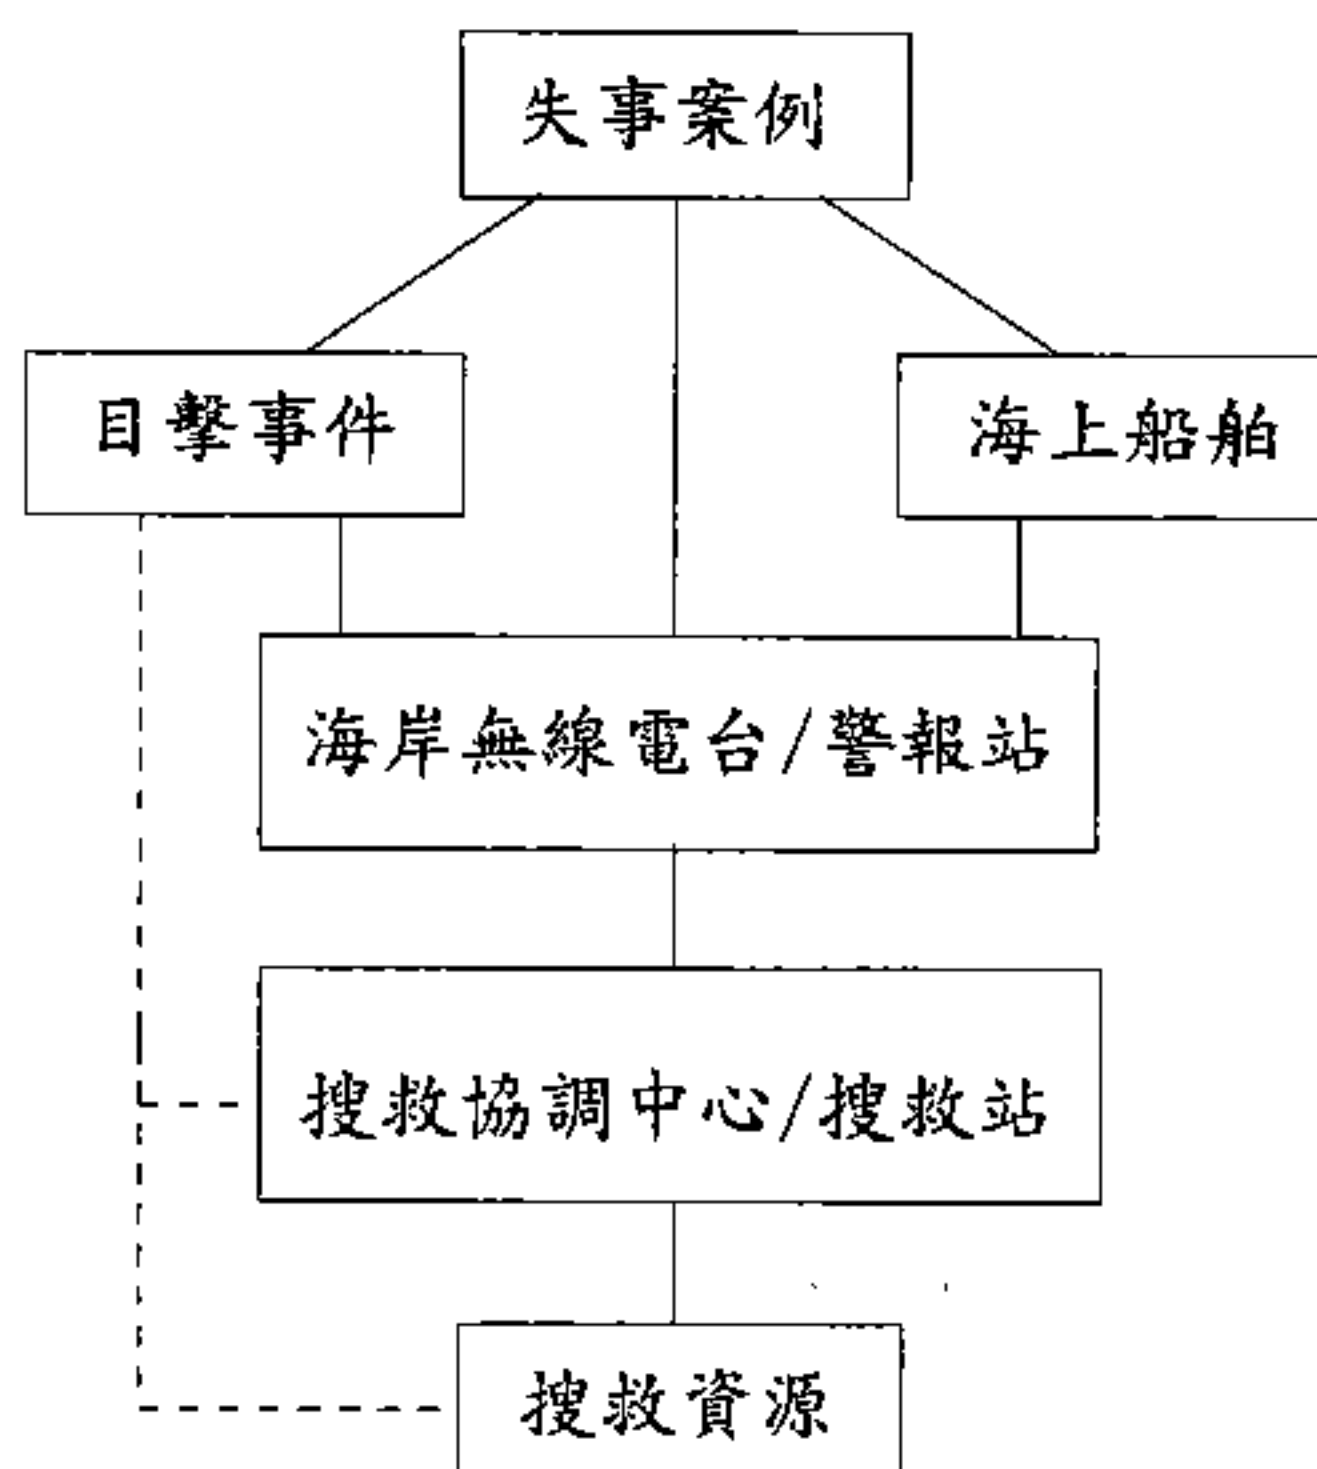 失事案例
目擊事件
海上船舶
海岸無線電台/警報站
搜救協調中心/搜救站
搜救資源